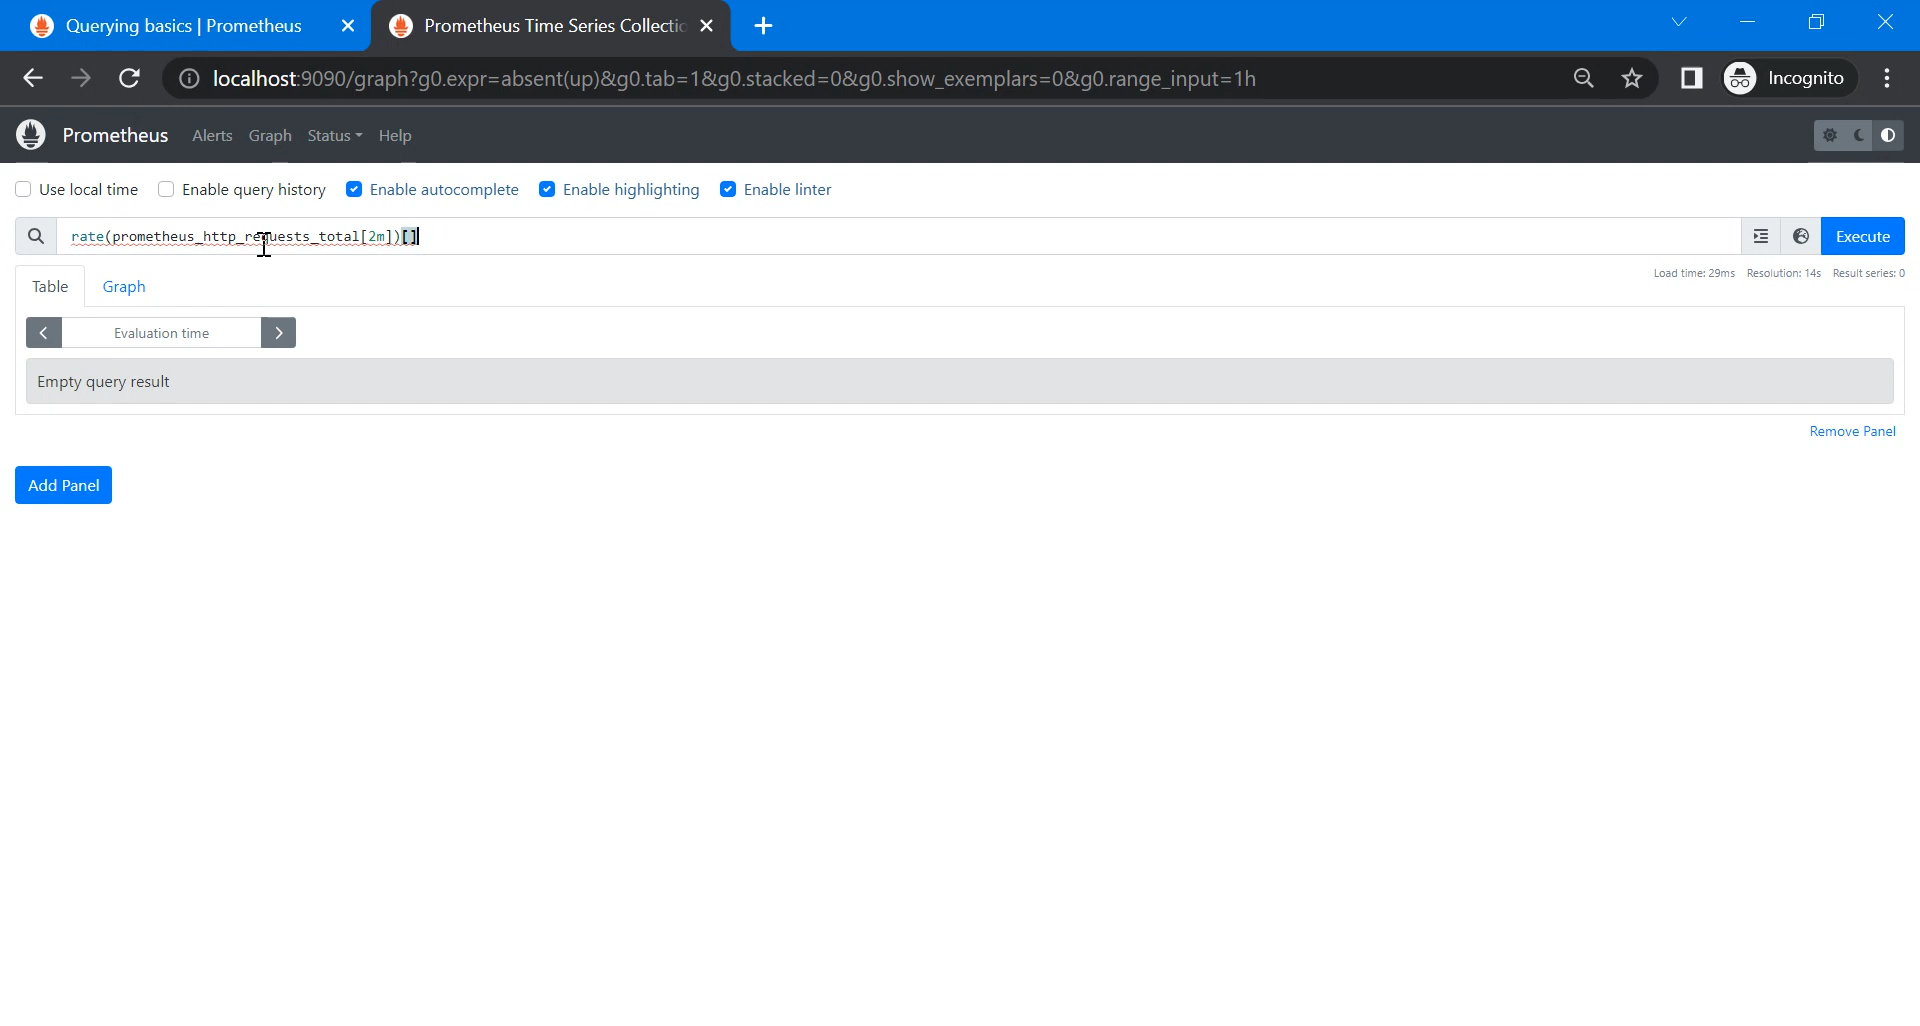 Querying basics | Prometheus
Prometheus Time Series Collectio
localhost:9090/graph?g0.expr=absent(up)&g0.tab=1&g0.stacked=0&g0.show_exemplars=0&g0.range_input=1h
Incognito
Prometheus Alerts Graph Status Help
Use local time Enable query history Enable autocomplete Enable highlighting Enable linter
rate(prometheus_http_requests_total[2m])[]
Execute
Table Graph
Load time: 29ms Resolution: 14s Result series: 0
Evaluation time
Empty query result
Remove Panel
Add Panel